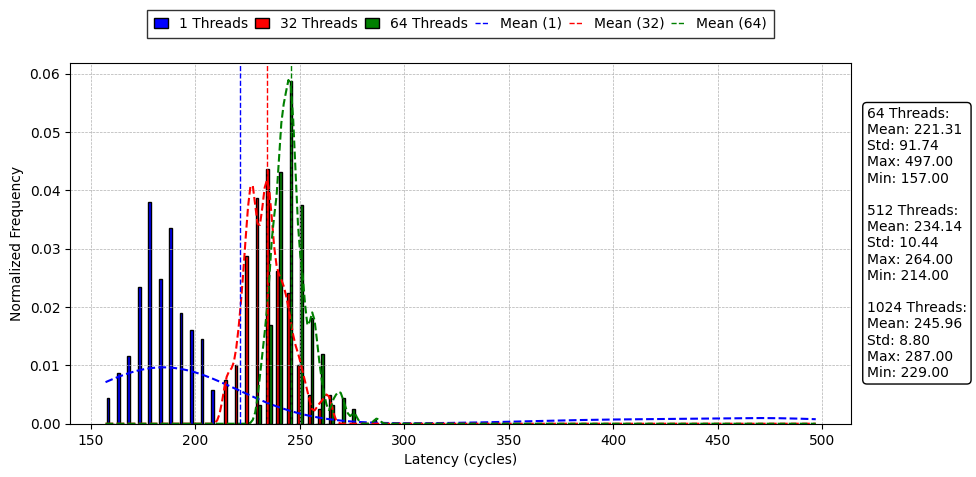 1 Threads 32 Threads 64 Threads Mean (1) Mean (32) Mean (64)
0.06
0.05
0.04
0.03
0.02
0.01
0.00
Normalized Frequency
150 200 250 300 350 400 450 500
Latency (cycles)
64 Threads:
Mean: 221.31
Std: 91.74
Max: 497.00
Min: 157.00
512 Threads:
Mean: 234.14
Std: 10.44
Max: 264.00
Min: 214.00
1024 Threads:
Mean: 245.96
Std: 8.80
Max: 287.00
Min: 229.00